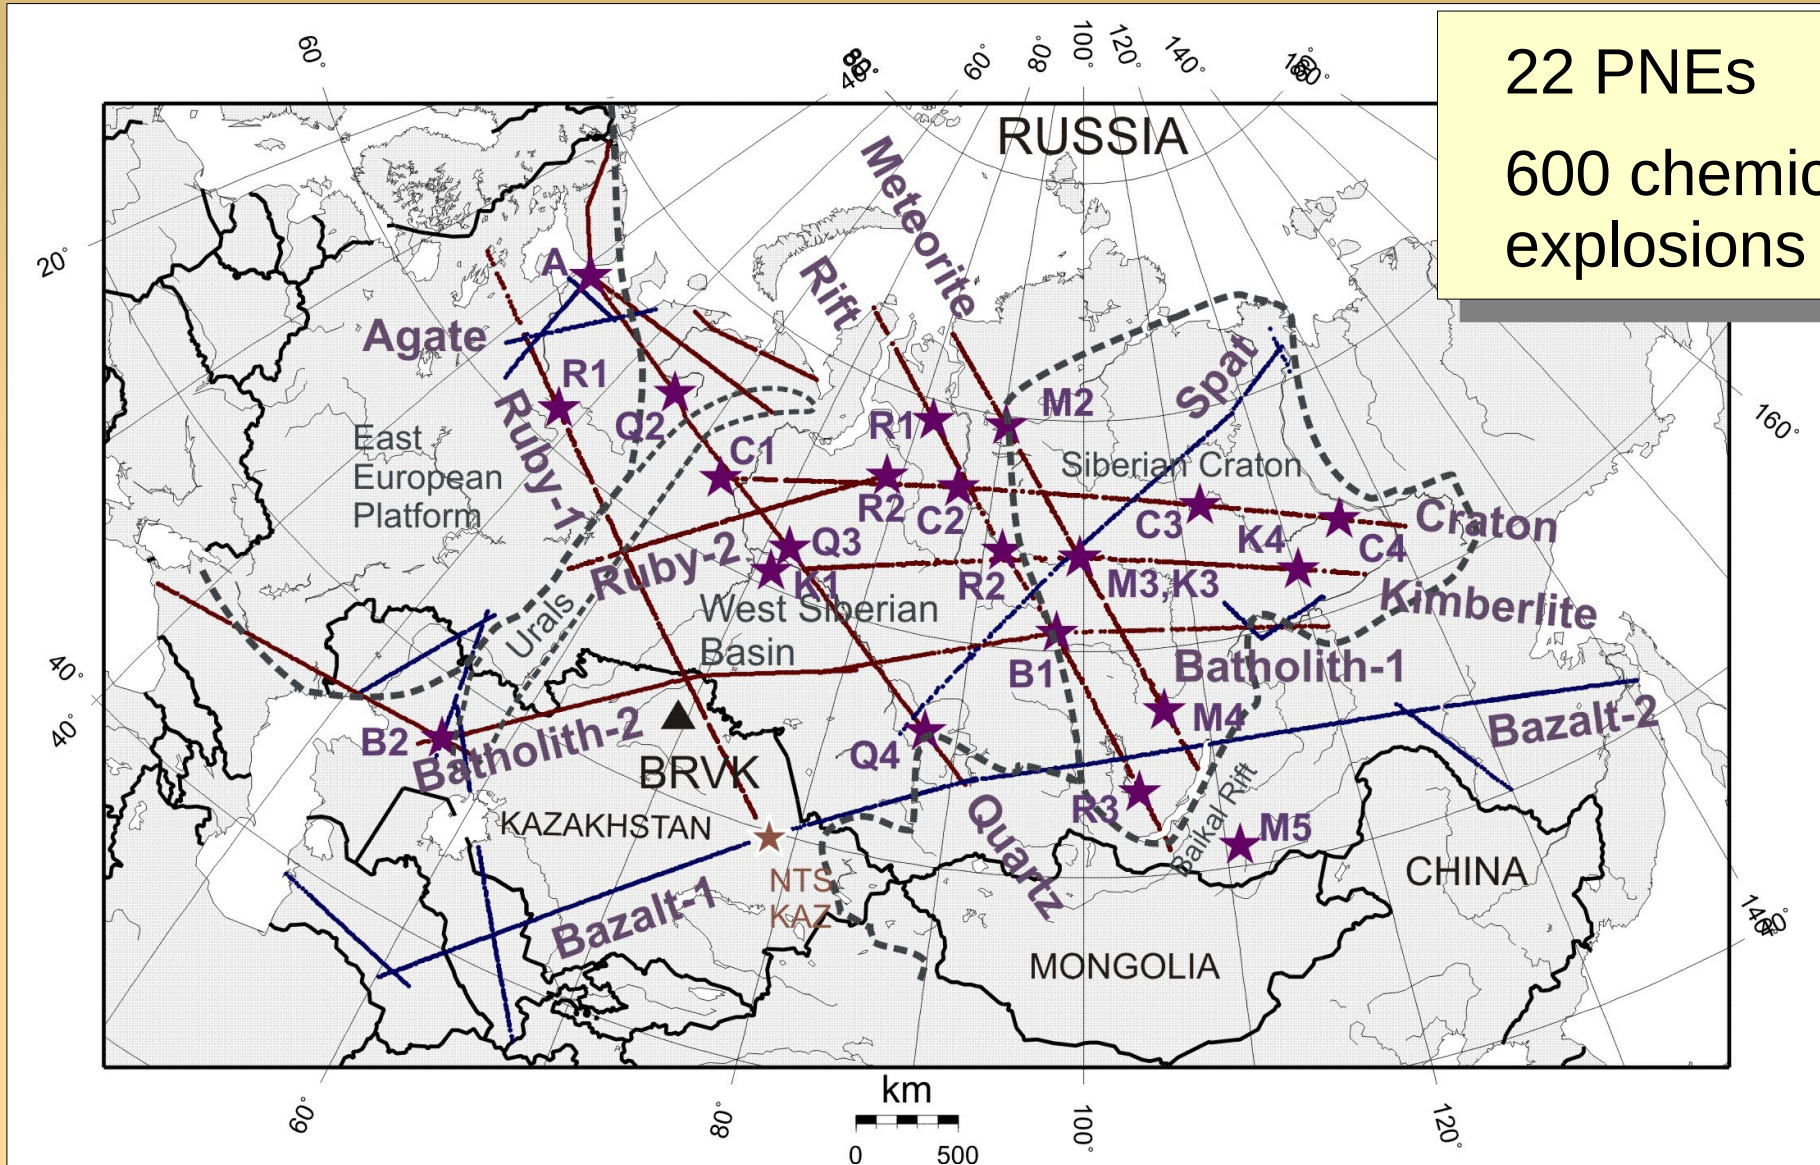 22 PNEs
600 chemic
explosions
60°
60°
80°
100°
120°
140°
20°
RUSSIA
Meteorite
Rift
A
Agate
R1
Ruby-1
Q2
Spat
M2
R1
160°
East
European
Platform
C1
Siberian Craton
R2
C2
C3
K4
C4
Craton
Q3
K1
Ruby-2
R2
M3,K3
Kimberlite
Urals
West Siberian
Basin
B1
Batholith-1
40°
40°
B2
Batholith-2
BRVK
Q4
M4
Bazalt-2
KAZAKHSTAN
Quartz
R3
Baikal Rift
M5
CHINA
NTS
KAZ
Bazalt-1
MONGOLIA
60°
80°
km
0 500
100°
120°